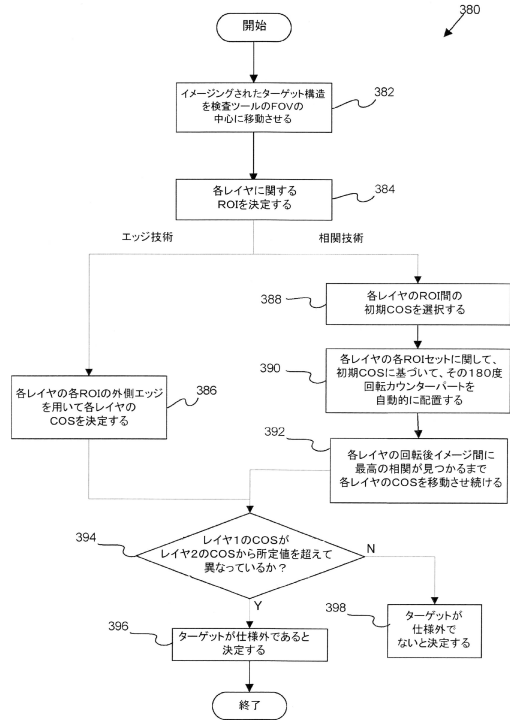 380
開始
イメージングされたターゲット構造
を検査ツールのFOVの
中心に移動させる
382
各レイヤに関する
ROIを決定する
384
エッジ技術
相関技術
388
各レイヤのROI間の
初期COSを選択する
390
各レイヤの各ROIセットに関して、
初期COSに基づいて、その180度
回転カウンターパートを
自動的に配置する
各レイヤの各ROIの外側エッジ
を用いて各レイヤの
COSを決定する
386
392
各レイヤの回転後イメージ間に
最高の相関が見つかるまで
各レイヤのCOSを移動させ続ける
394
レイヤ1のCOSが
レイヤ2のCOSから所定値を超えて
異なっているか?
N
Y
396
ターゲットが仕様外であると
決定する
398
ターゲットが
仕様外で
ないと決定する
終了